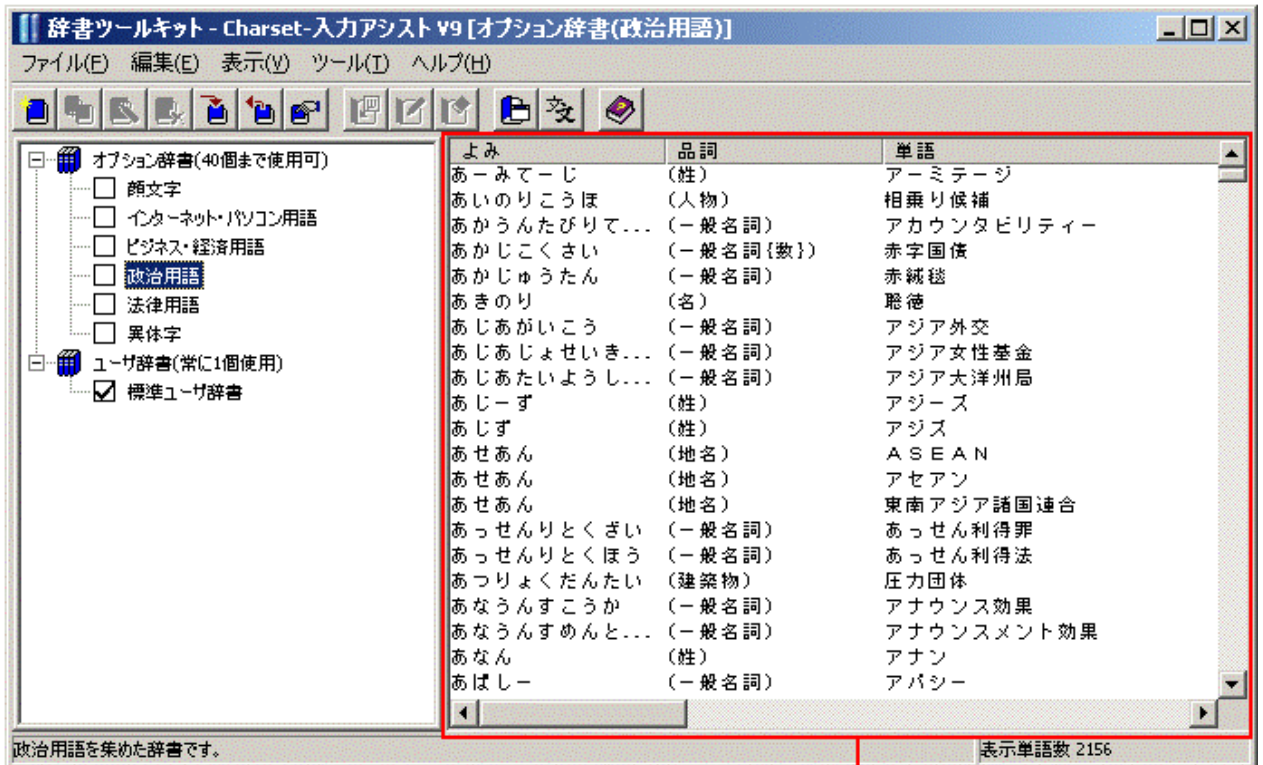 辞書ツールキット - Charset-入力アシスト V9 [オプション辞書(政治用語)]
ファイル(F) 編集(E) 表示(V) ツール(T) ヘルプ(H)
オプション辞書(40個まで使用可)
顔文字
インターネット・パソコン用語
ビジネス・経済用語
政治用語
法律用語
異体字
ユーザ辞書(常に1個使用)
標準ユーザ辞書
よみ 品詞 単語
あーみてーじ (姓) アーミテージ
あいのりこうほ (人物) 相乗り候補
あかうんたびりて... (一般名詞) アカウンタビリティー
あかじこくさい (一般名詞{数}) 赤字国債
あかじゅうたん (一般名詞) 赤絨毯
あきのり (名) 聡徳
あじあがいこう (一般名詞) アジア外交
あじあじょせいき... (一般名詞) アジア女性基金
あじあたいようし... (一般名詞) アジア大洋州局
あじーず (姓) アジーズ
あじず (姓) アジズ
あせあん (地名) ASEAN
あせあん (地名) アセアン
あせあん (地名) 東南アジア諸国連合
あっせんりとくざい (一般名詞) あっせん利得罪
あっせんりとくほう (一般名詞) あっせん利得法
あつりょくだんたい (建築物) 圧力団体
あなうんすこうか (一般名詞) アナウンス効果
あなうんすめんと... (一般名詞) アナウンスメント効果
あなん (姓) アナン
あぱしー (一般名詞) アパシー
政治用語を集めた辞書です。 表示単語数 2156